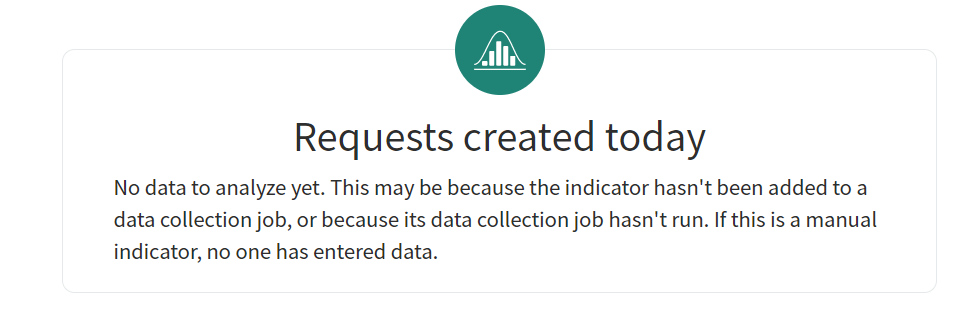 Requests created today
No data to analyze yet. This may be because the indicator hasn't been added to a
data collection job, or because its data collection job hasn't run. If this is a manual
indicator, no one has entered data.